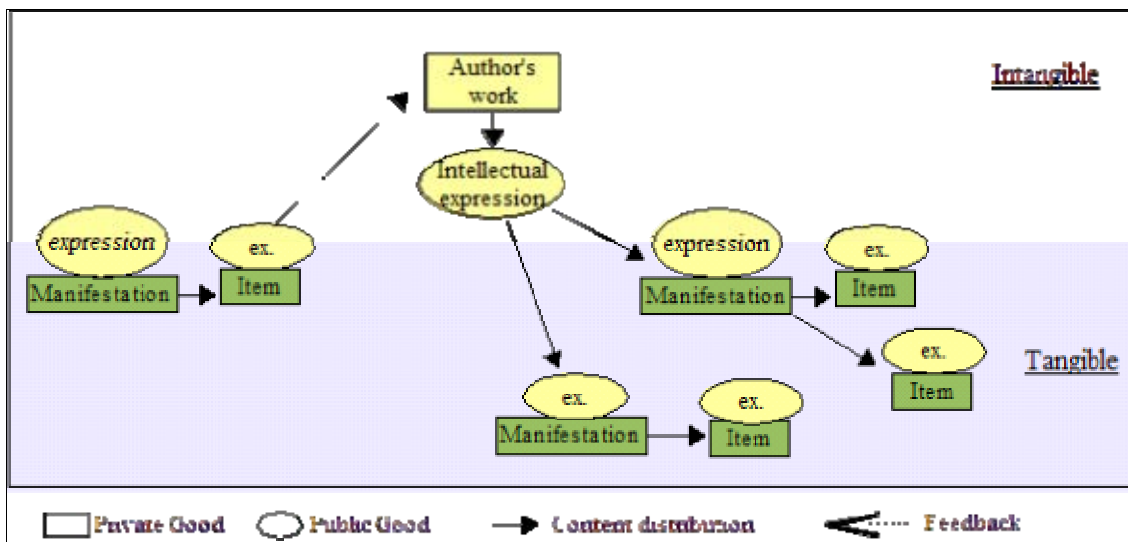 Author's
work
Intangible
Intellectual
expression
expression
ex.
Manifestation
Item
expression
ex.
Manifestation
Item
ex.
Item
Tangible
ex.
Manifestation
ex.
Item
Private Good
Public Good
Content distribution
Feedback